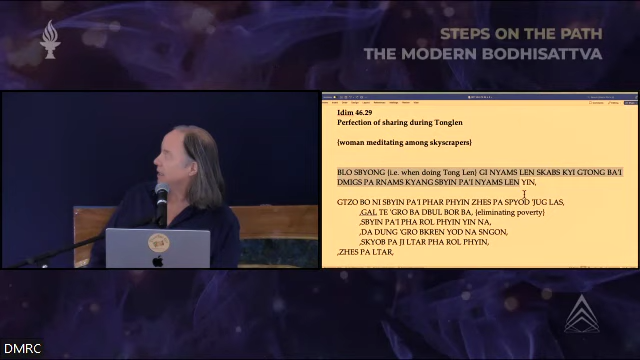 STEPS ON THE PATH
THE MODERN BODHISATTVA
Idim 46.29
Perfection of sharing during Tonglen
{woman meditating among skyscrapers}
BLO SBYONG {i.e. when doing Tong Len} GI NYAMS LEN SKABS KYI GTONG BA'I
DMIGS PA RNAMS KYANG SBYIN PA'I NYAMS LEN YIN,
GTZO BO NI SBYIN PA'I PHAR PHYIN ZHES PA SPYOD 'JUG LAS,
,GAL TE 'GRO BA DBUL BOR BA, {eliminating poverty}
,SBYIN PA'I PHA ROL PHYIN YIN NA,
,DA DUNG 'GRO BKREN YOD NA SNGON,
,SKYOB PA JI LTAR PHA ROL PHYIN,
,ZHES PA LTAR,
DMRC